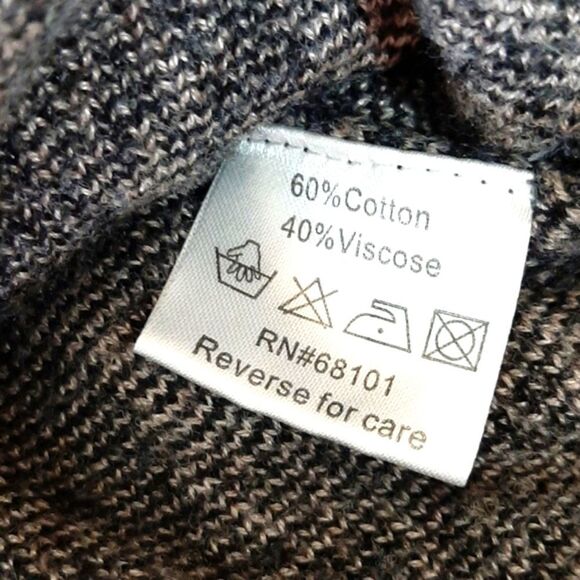 60%Cotton
40%Viscose
RN#68101
Reverse for care